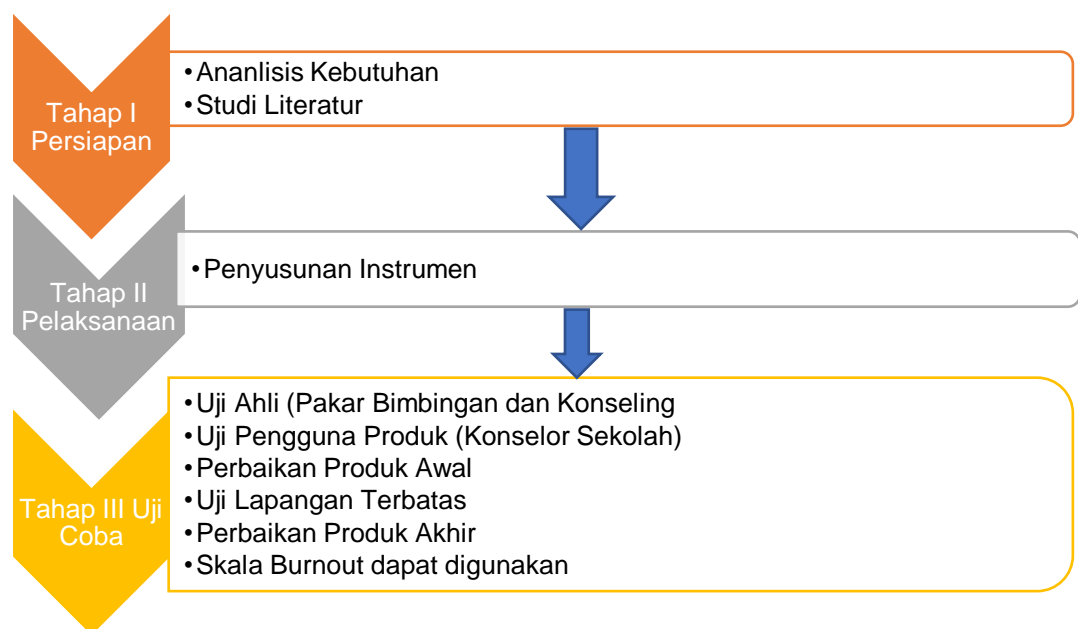 Tahap I
Persiapan
•Ananlisis Kebutuhan
•Studi Literatur
Tahap II
Pelaksanaan
•Penyusunan Instrumen
Tahap III Uji
Coba
•Uji Ahli (Pakar Bimbingan dan Konseling
•Uji Pengguna Produk (Konselor Sekolah)
•Perbaikan Produk Awal
•Uji Lapangan Terbatas
•Perbaikan Produk Akhir
•Skala Burnout dapat digunakan